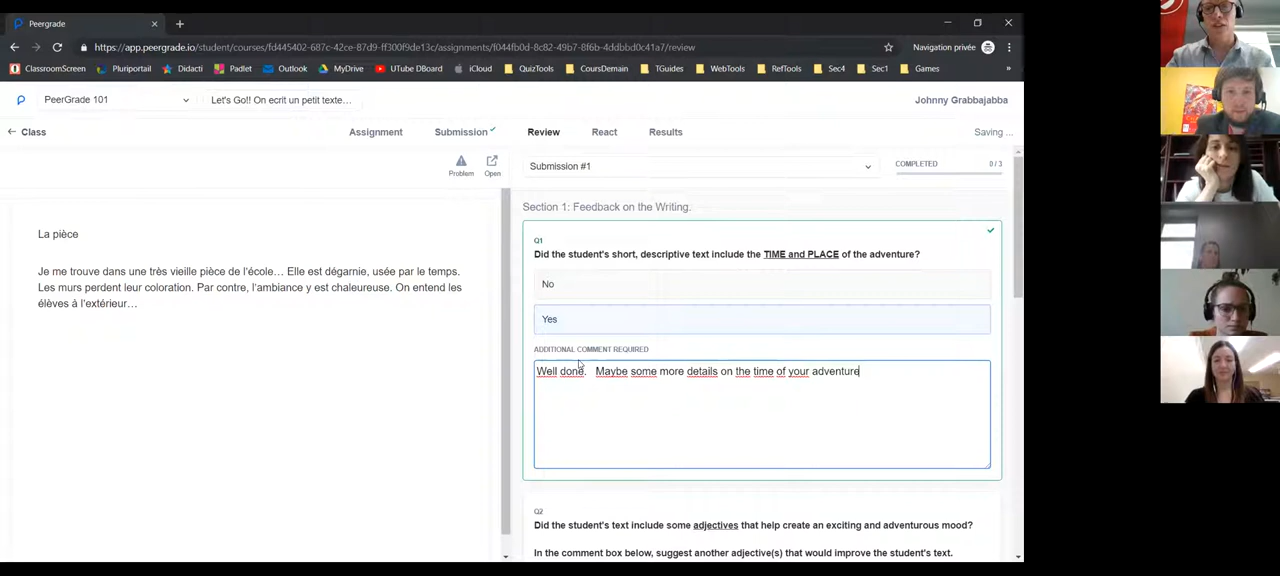 Peergrade
https://app.peergrade.io/student/courses/fd445402-687c-42ce-87d9-ff300f9de13c/assignments/f044fb0d-8c82-49b7-8f6b-4ddbbd0c41a7/review
Navigation privée
ClassroomScreen Pluriportail Didacti Padlet Outlook MyDrive UTube DBoard iCloud QuizTools CoursDemain TGuides WebTools RefTools Sec4 Sec1 Games »
PeerGrade 101 Let's Go!! On ecrit un petit texte… Johnny Grabbajabba
Class Assignment Submission Review React Results Saving ...
Problem Open
Submission #1 COMPLETED 0/3
La pièce
Je me trouve dans une très vieille pièce de l'école… Elle est dégarnie, usée par le temps.
Les murs perdent leur coloration. Par contre, l'ambiance y est chaleureuse. On entend les
élèves à l'extérieur…
Section 1: Feedback on the Writing.
Q1
Did the student's short, descriptive text include the TIME and PLACE of the adventure?
No
Yes
ADDITIONAL COMMENT REQUIRED
Well done. Maybe some more details on the time of your adventure
Q2
Did the student's text include some adjectives that help create an exciting and adventurous mood?
In the comment box below, suggest another adjective(s) that would improve the student's text.